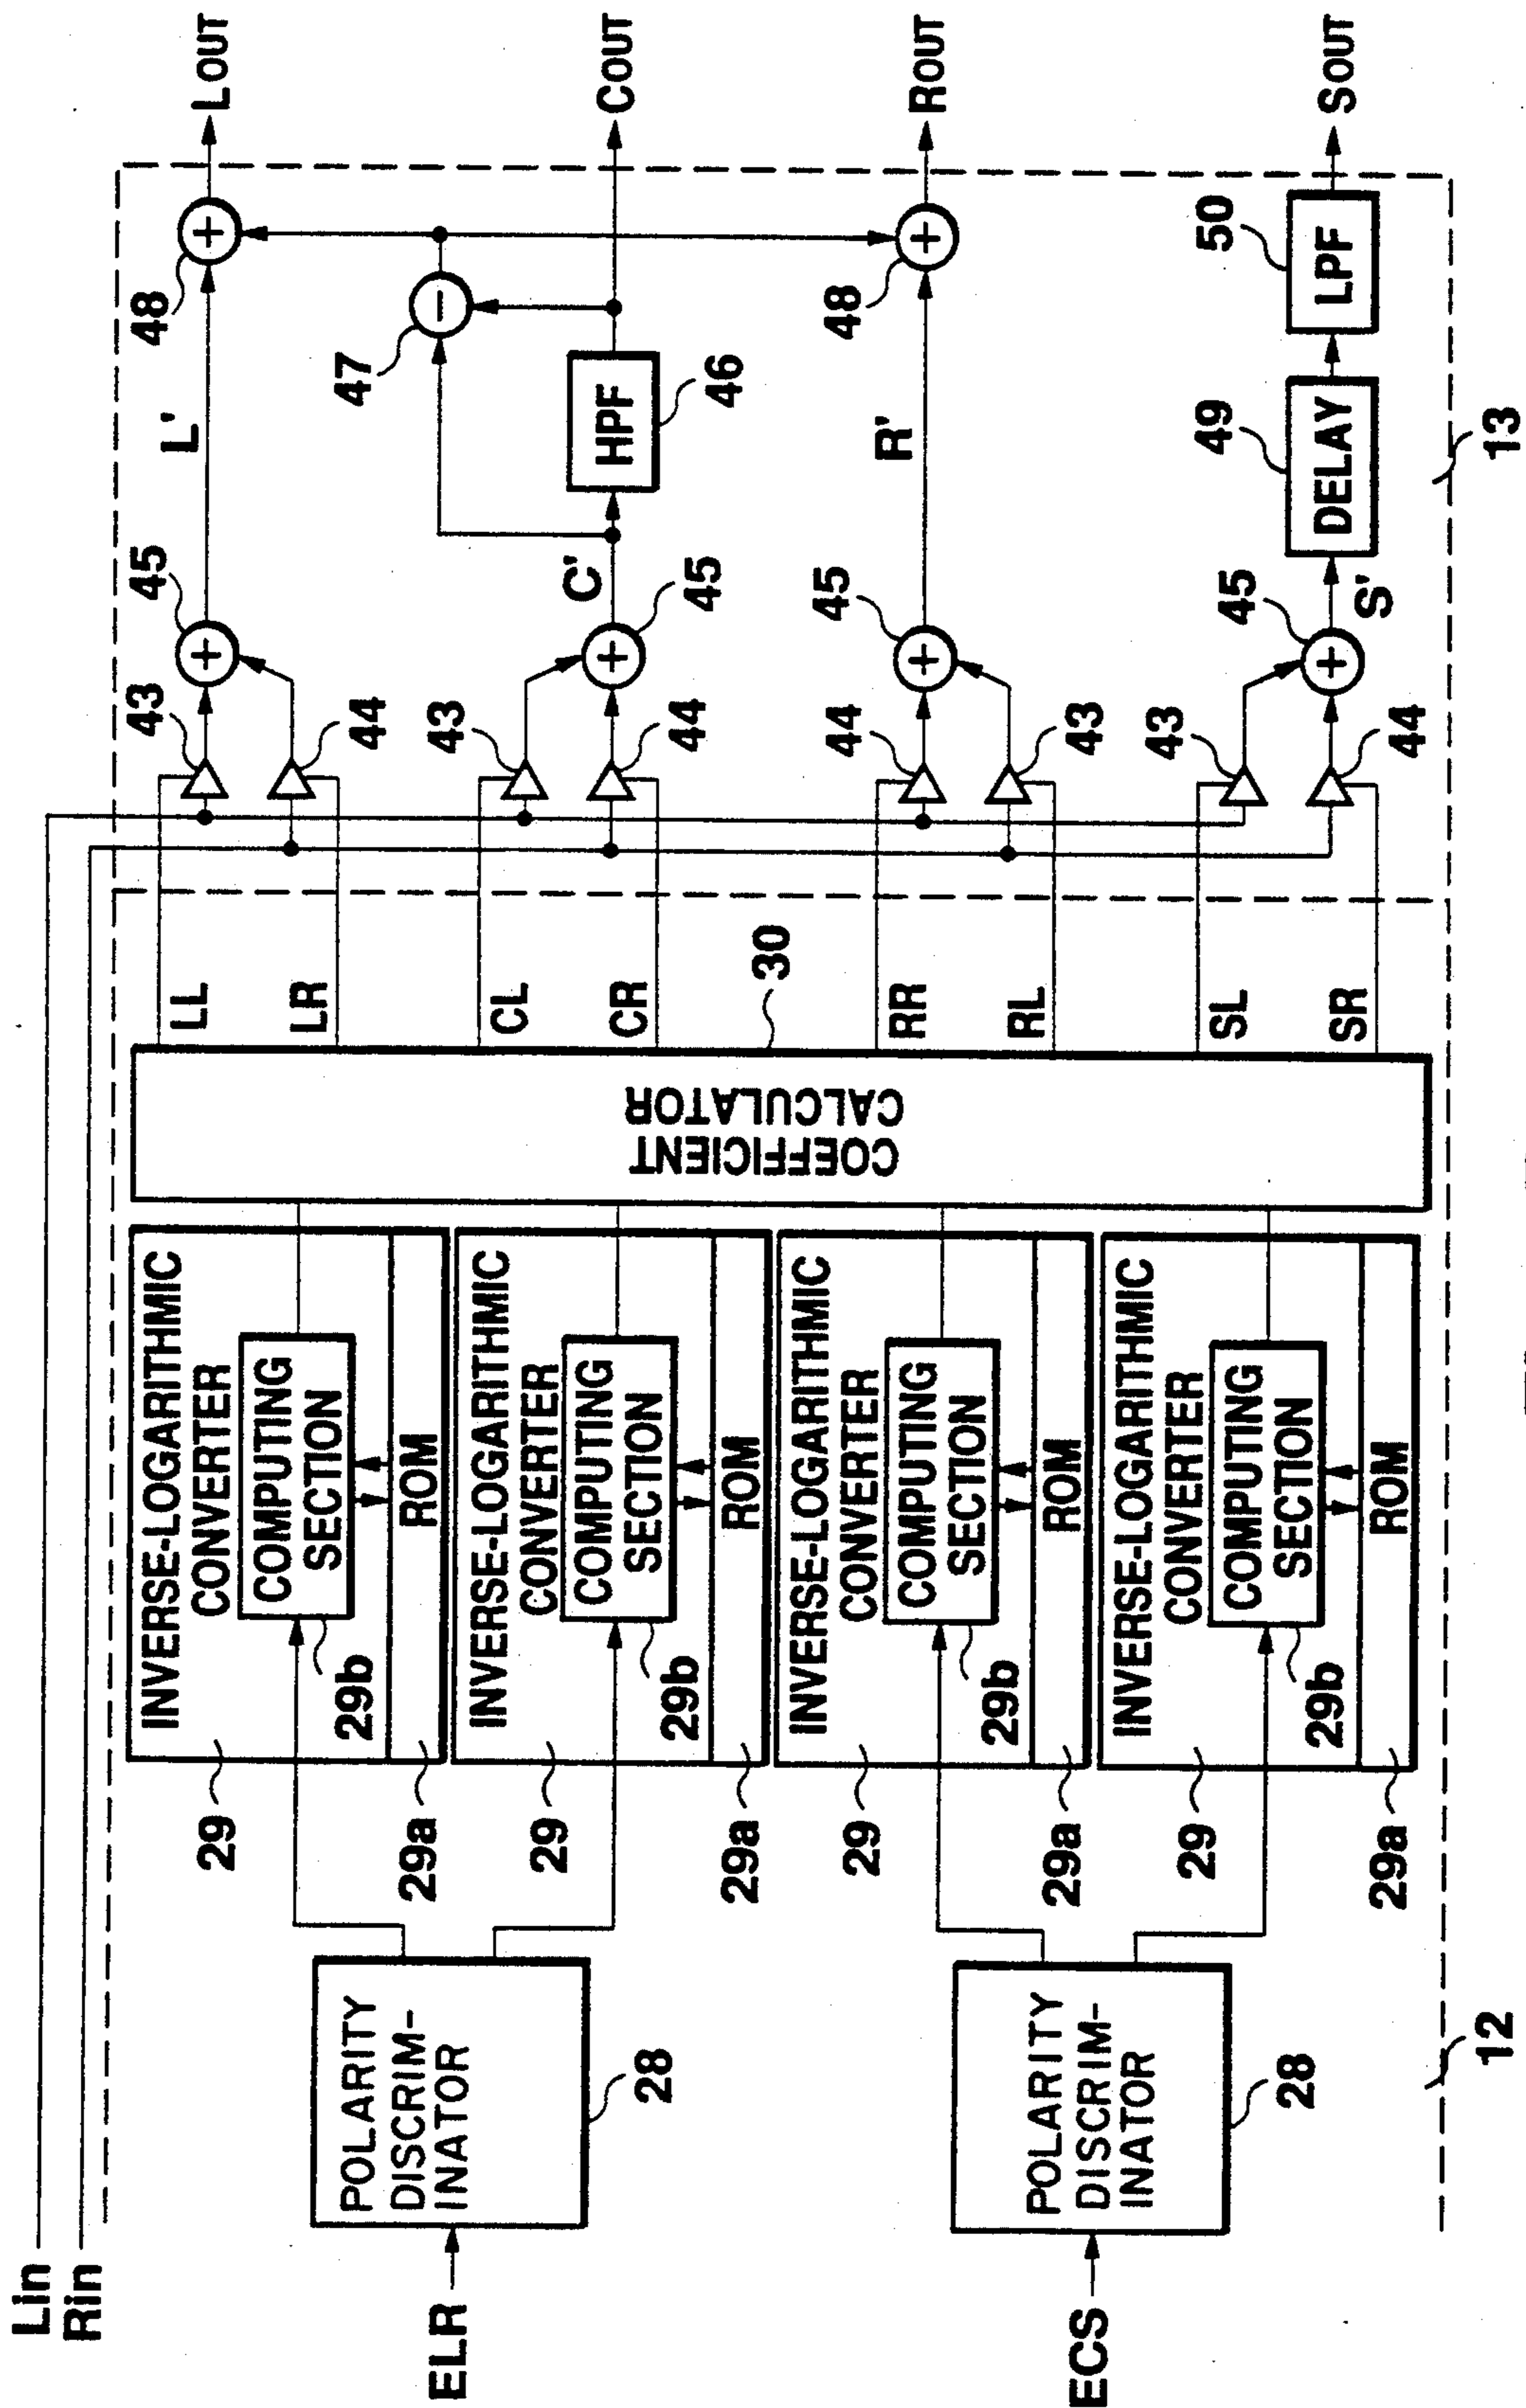 Lin
Rin
ELR
ECS
POLARITY
DISCRIM-
INATOR
28
POLARITY
DISCRIM-
INATOR
28
12
INVERSE-LOGARITHMIC
CONVERTER
COMPUTING
SECTION
ROM
29
29b
29a
INVERSE-LOGARITHMIC
CONVERTER
COMPUTING
SECTION
ROM
29
29b
29a
INVERSE-LOGARITHMIC
CONVERTER
COMPUTING
SECTION
ROM
29
29b
29a
INVERSE-LOGARITHMIC
CONVERTER
COMPUTING
SECTION
ROM
29
29b
29a
COEFFICIENT
CALCULATOR
30
LL
LR
CL
CR
RR
RL
SL
SR
43
44
43
44
44
43
43
44
45
45
45
45
+
+
+
+
L'
C'
R'
S'
HPF
46
47
−
48
+
48
+
DELAY
49
LPF
50
13
LOUT
COUT
ROUT
SOUT